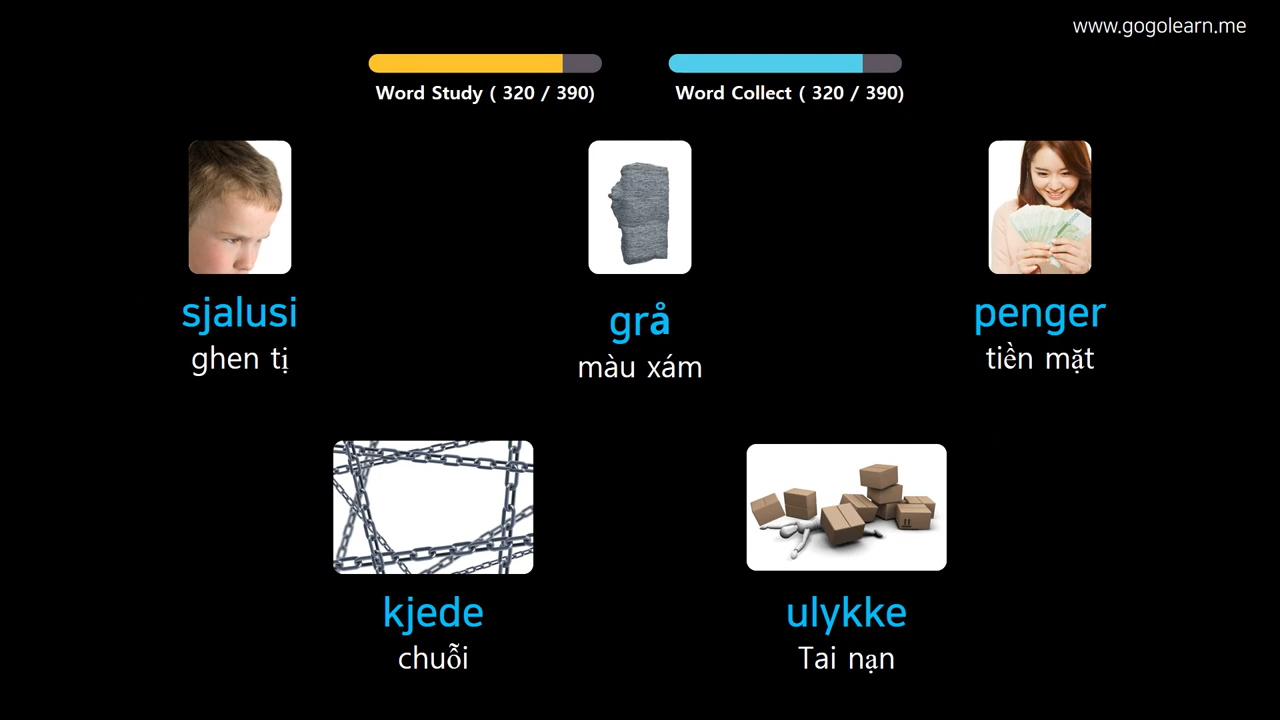 www.gogolearn.me
Word Study ( 320 / 390)
Word Collect ( 320 / 390)
sjalusi
ghen tị
grå
màu xám
penger
tiền mặt
kjede
chuỗi
ulykke
Tai nạn